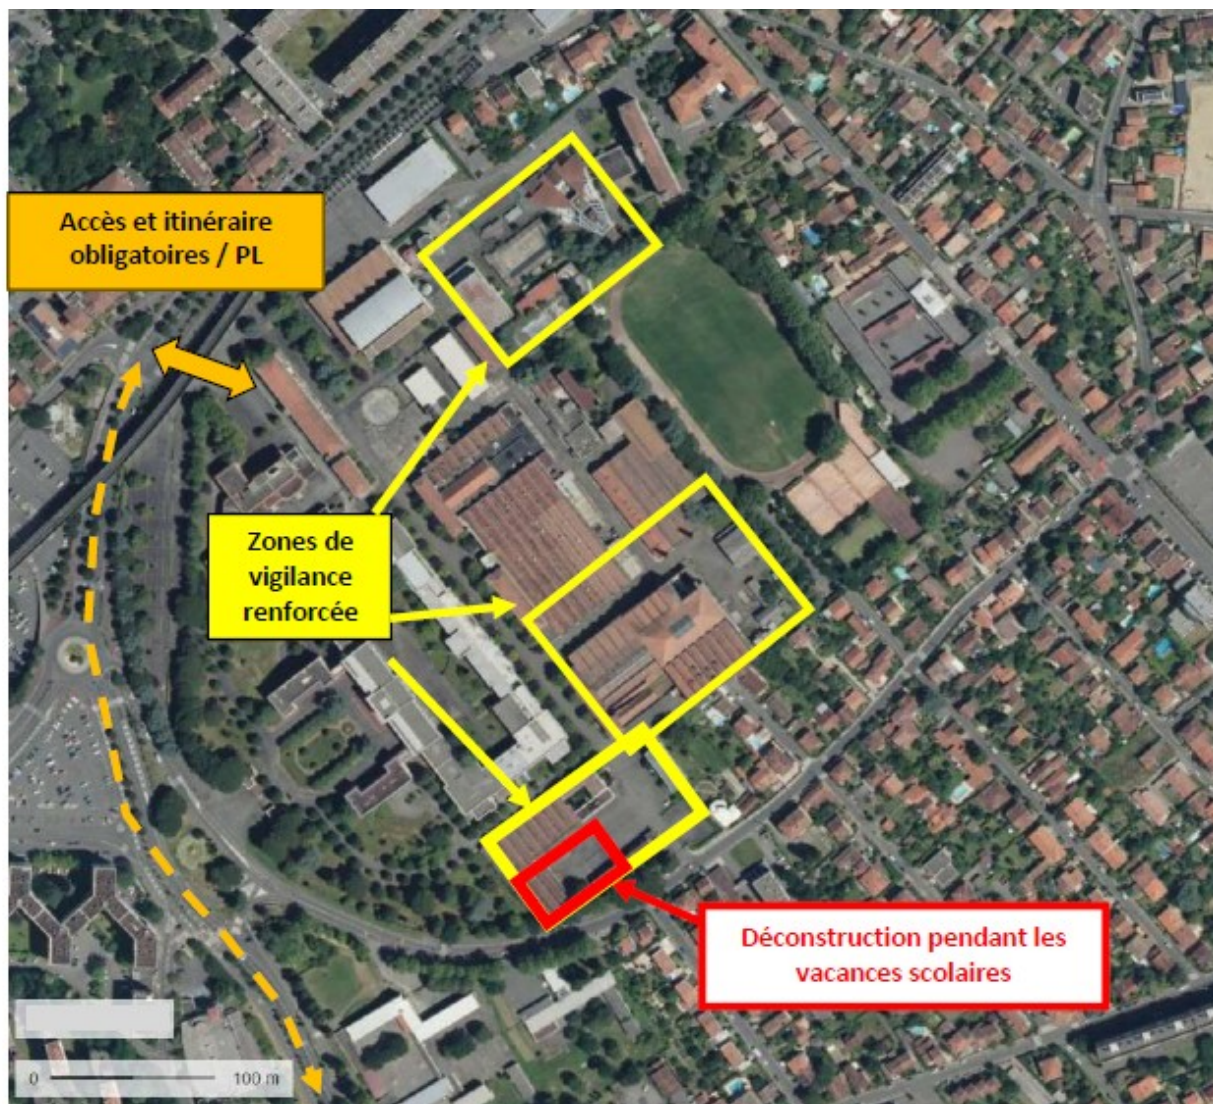 Accès et itinéraire
obligatoires / PL
Zones de
vigilance
renforcée
Déconstruction pendant les
vacances scolaires
0 100 m